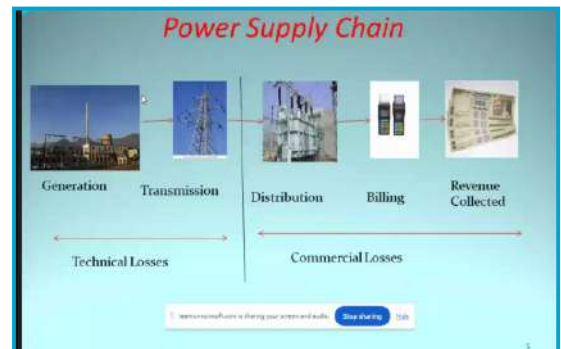 Power Supply Chain
Generation
Transmission
Distribution
Billing
Revenue
Collected
Technical Losses
Commercial Losses
is sharing your screen and audio. Stop sharing Hide
5